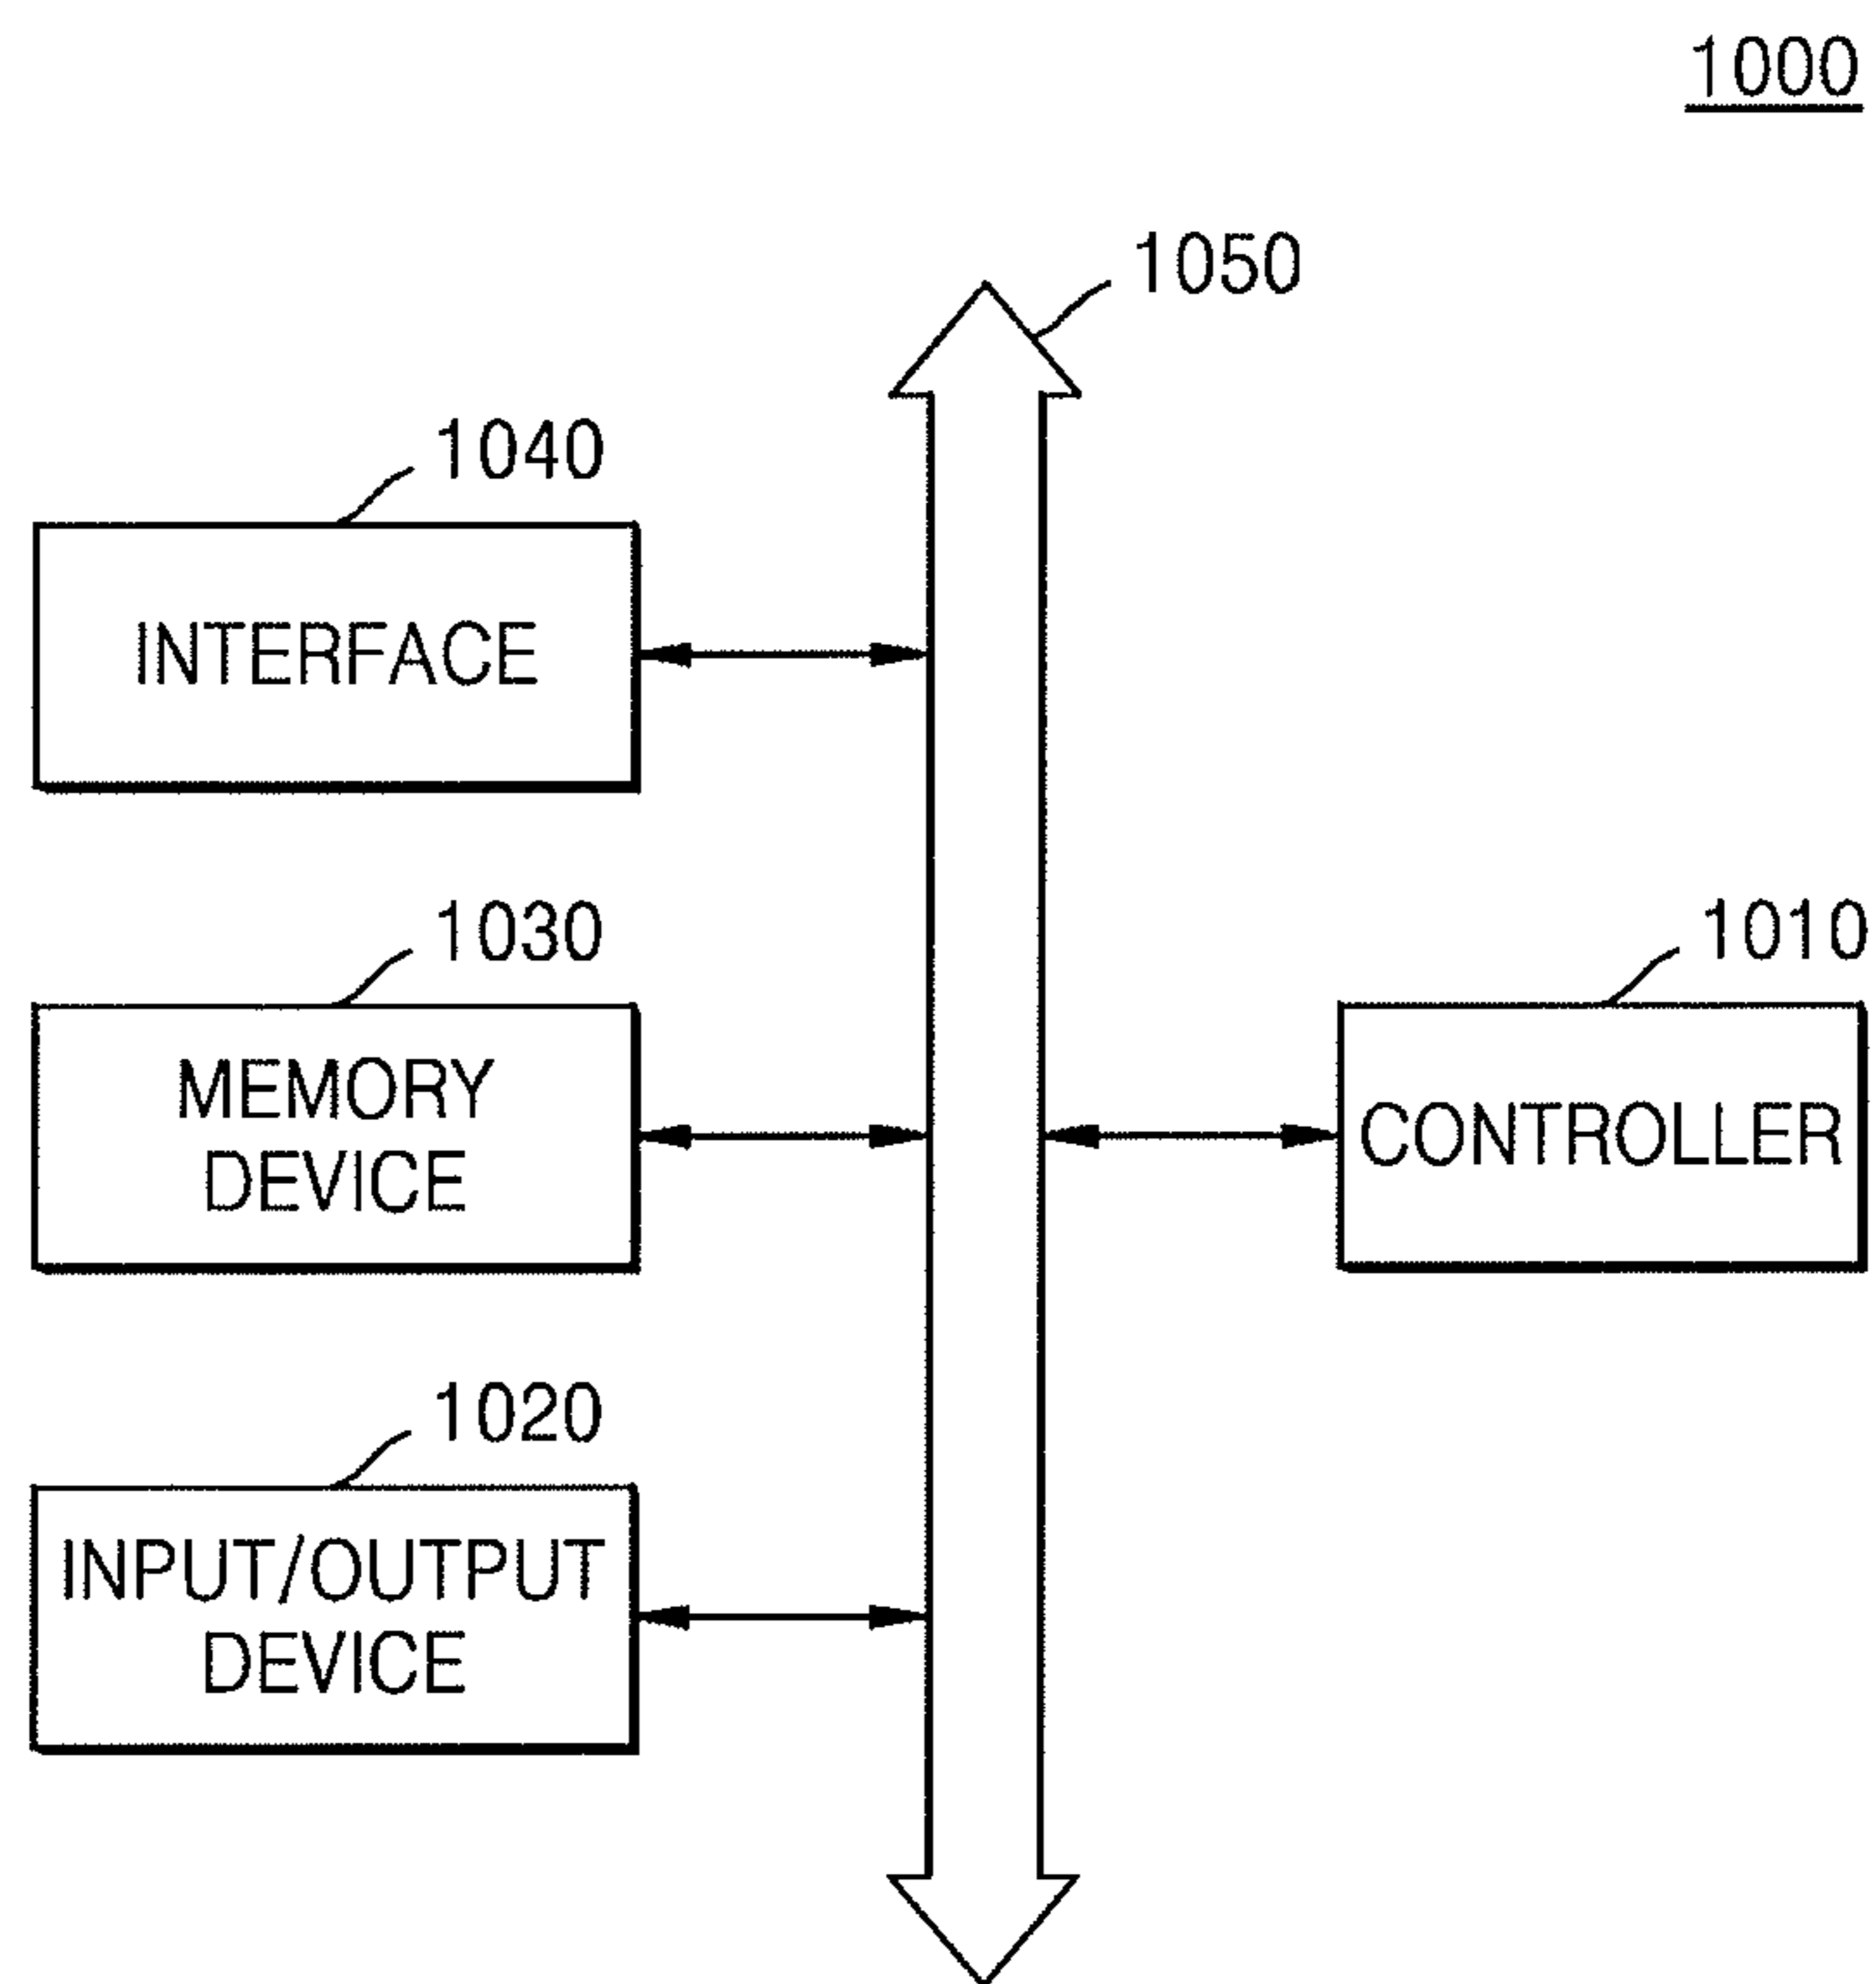 1000
1050
1040
INTERFACE
1030
MEMORY
DEVICE
1010
CONTROLLER
1020
INPUT/OUTPUT
DEVICE